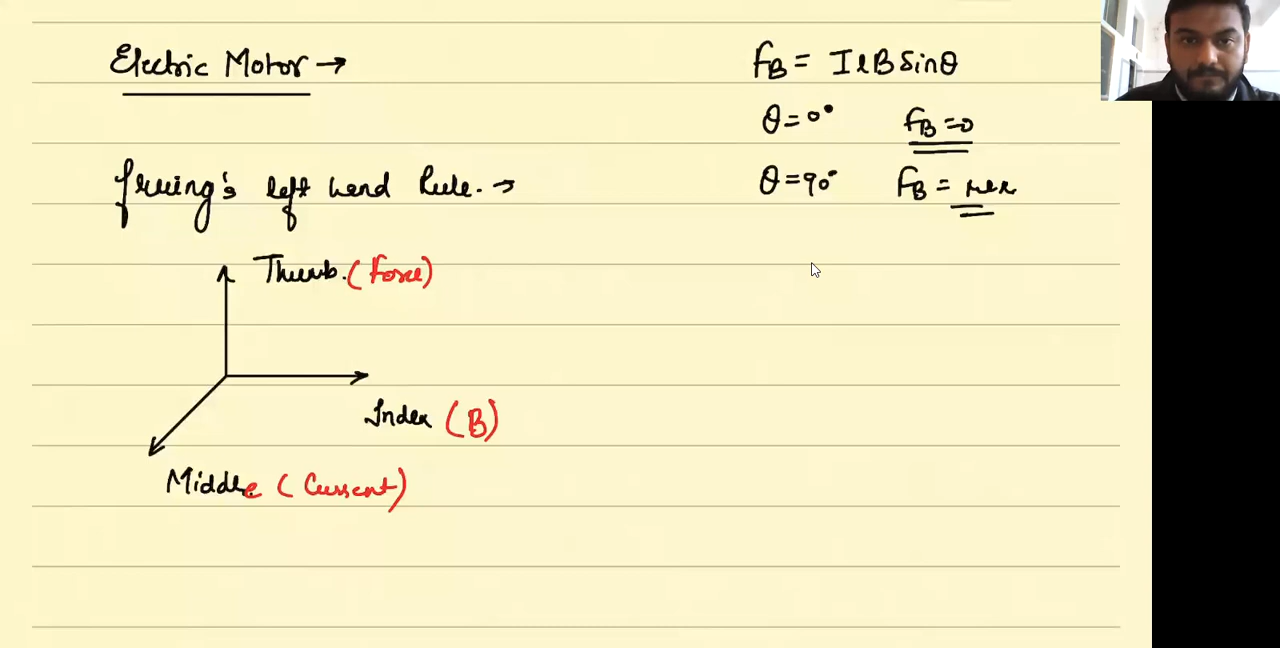 Electric Motor →
fleming's left hand Rule. →
Thumb. (Force)
Index (B)
Middle (Current)
FB = IlB Sinθ
θ = 0° FB = 0
θ = 90° FB = max